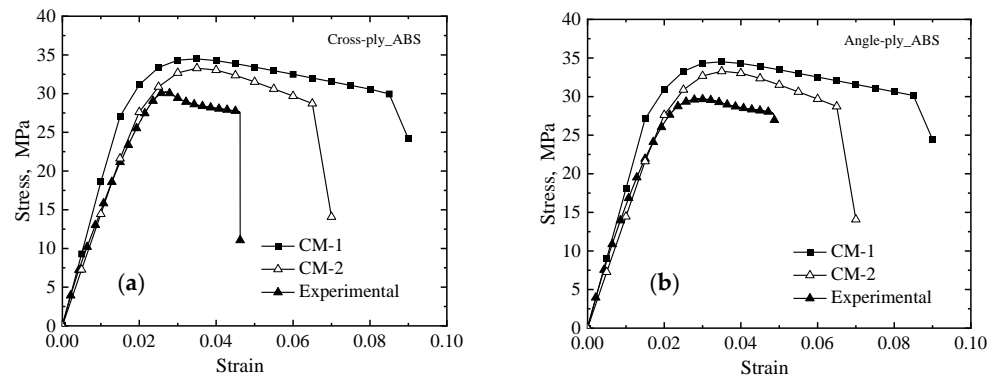 40
35
30
25
20
15
10
5
0
Stress, MPa
Cross-ply_ABS
CM-1
CM-2
Experimental
(a)
0.00 0.02 0.04 0.06 0.08 0.10
Strain
40
35
30
25
20
15
10
5
0
Stress, MPa
Angle-ply_ABS
CM-1
CM-2
Experimental
(b)
0.00 0.02 0.04 0.06 0.08 0.10
Strain